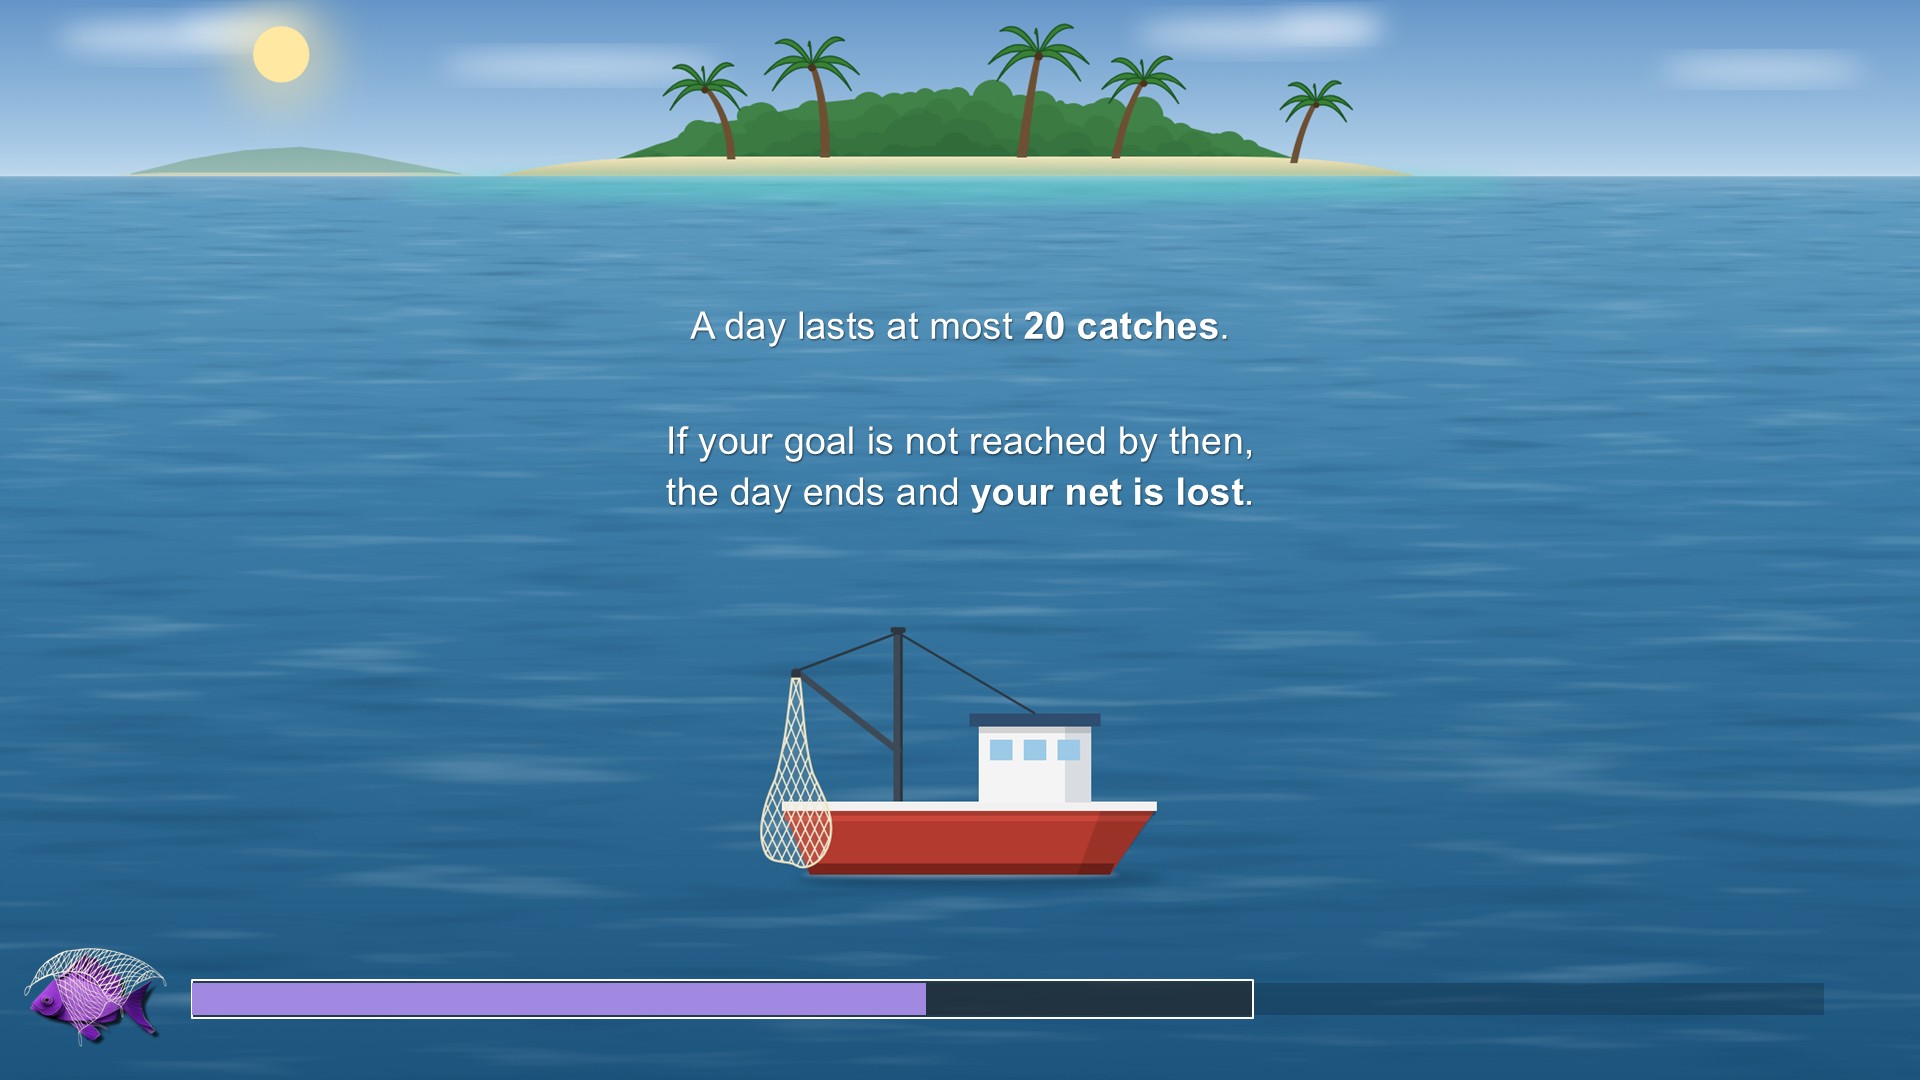 A day lasts at most 20 catches.
If your goal is not reached by then,
the day ends and your net is lost.